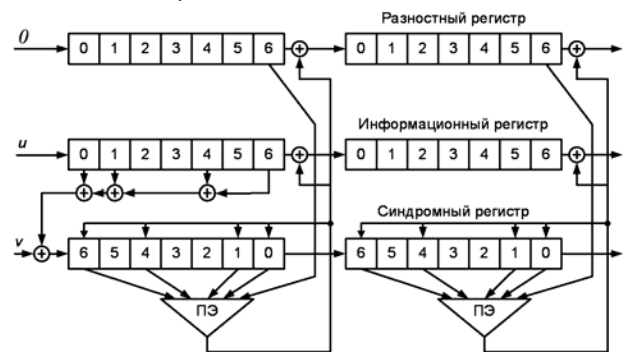 Разностный регистр
0 0 1 2 3 4 5 6 0 1 2 3 4 5 6
Информационный регистр
u 0 1 2 3 4 5 6 0 1 2 3 4 5 6
Синдромный регистр
v 6 5 4 3 2 1 0 6 5 4 3 2 1 0
ПЭ ПЭ